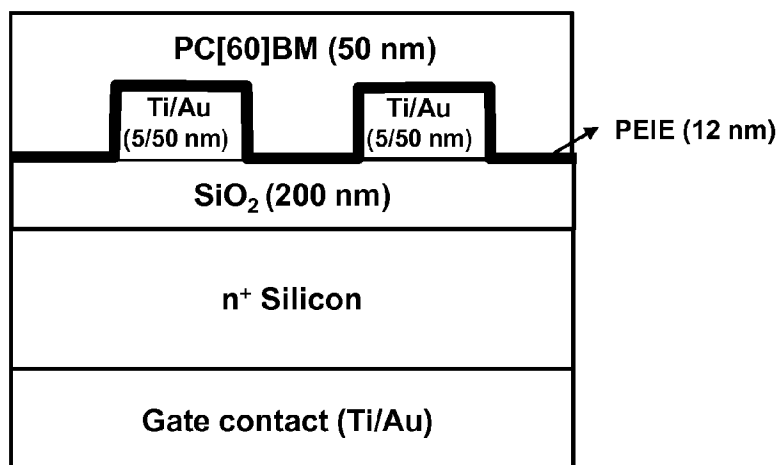 PC[60]BM (50 nm)
Ti/Au
(5/50 nm)
Ti/Au
(5/50 nm)
PEIE (12 nm)
SiO₂ (200 nm)
n⁺ Silicon
Gate contact (Ti/Au)